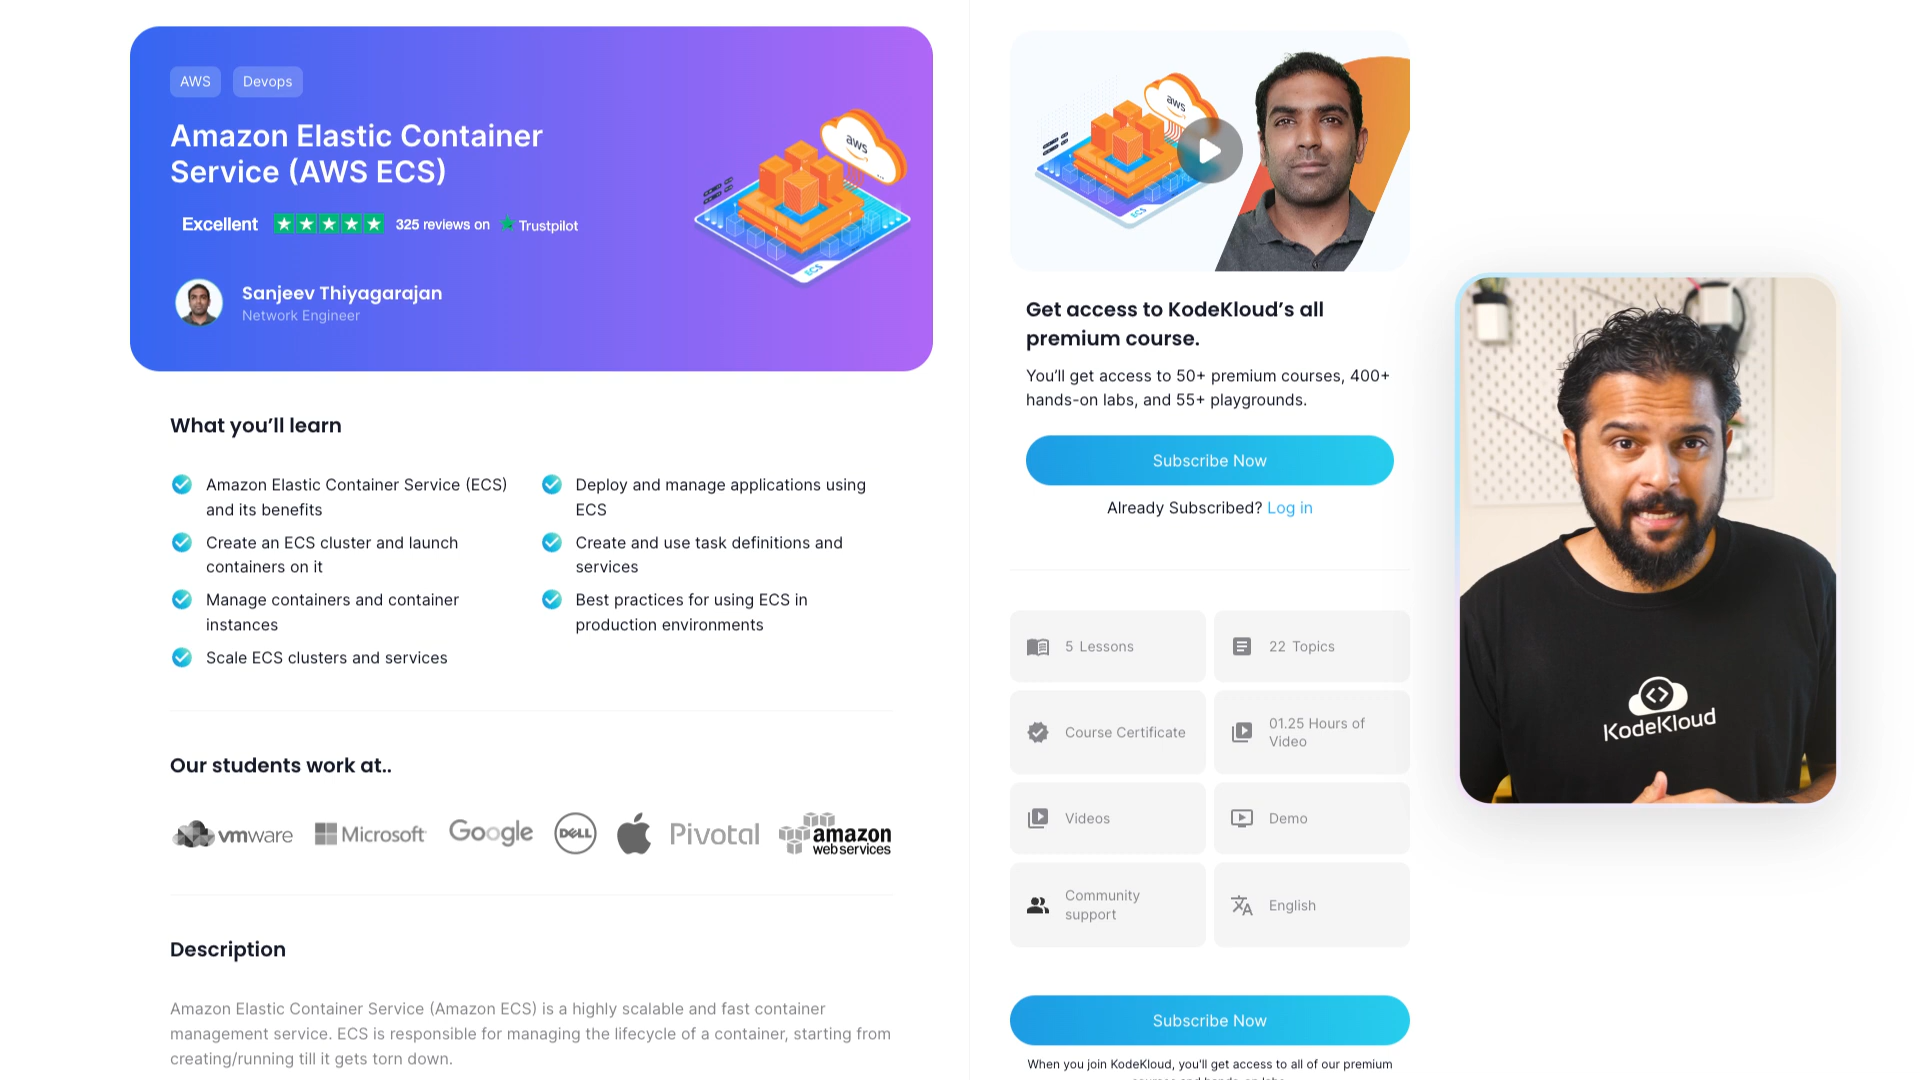 AWS
Devops
Amazon Elastic Container
Service (AWS ECS)
Excellent
325 reviews on
Trustpilot
Sanjeev Thiyagarajan
Network Engineer
aws
ECS
What you’ll learn
Amazon Elastic Container Service (ECS)
and its benefits
Create an ECS cluster and launch
containers on it
Manage containers and container
instances
Scale ECS clusters and services
Deploy and manage applications using
ECS
Create and use task definitions and
services
Best practices for using ECS in
production environments
Our students work at..
vmware
Microsoft
Google
DELL
Pivotal
amazon
webservices
Description
Amazon Elastic Container Service (Amazon ECS) is a highly scalable and fast container
management service. ECS is responsible for managing the lifecycle of a container, starting from
creating/running till it gets torn down.
aws
ECS
Get access to KodeKloud’s all
premium course.
You’ll get access to 50+ premium courses, 400+
hands-on labs, and 55+ playgrounds.
Subscribe Now
Already Subscribed? Log in
5 Lessons
22 Topics
Course Certificate
01.25 Hours of
Video
Videos
Demo
Community
support
English
Subscribe Now
When you join KodeKloud, you'll get access to all of our premium
KodeKloud